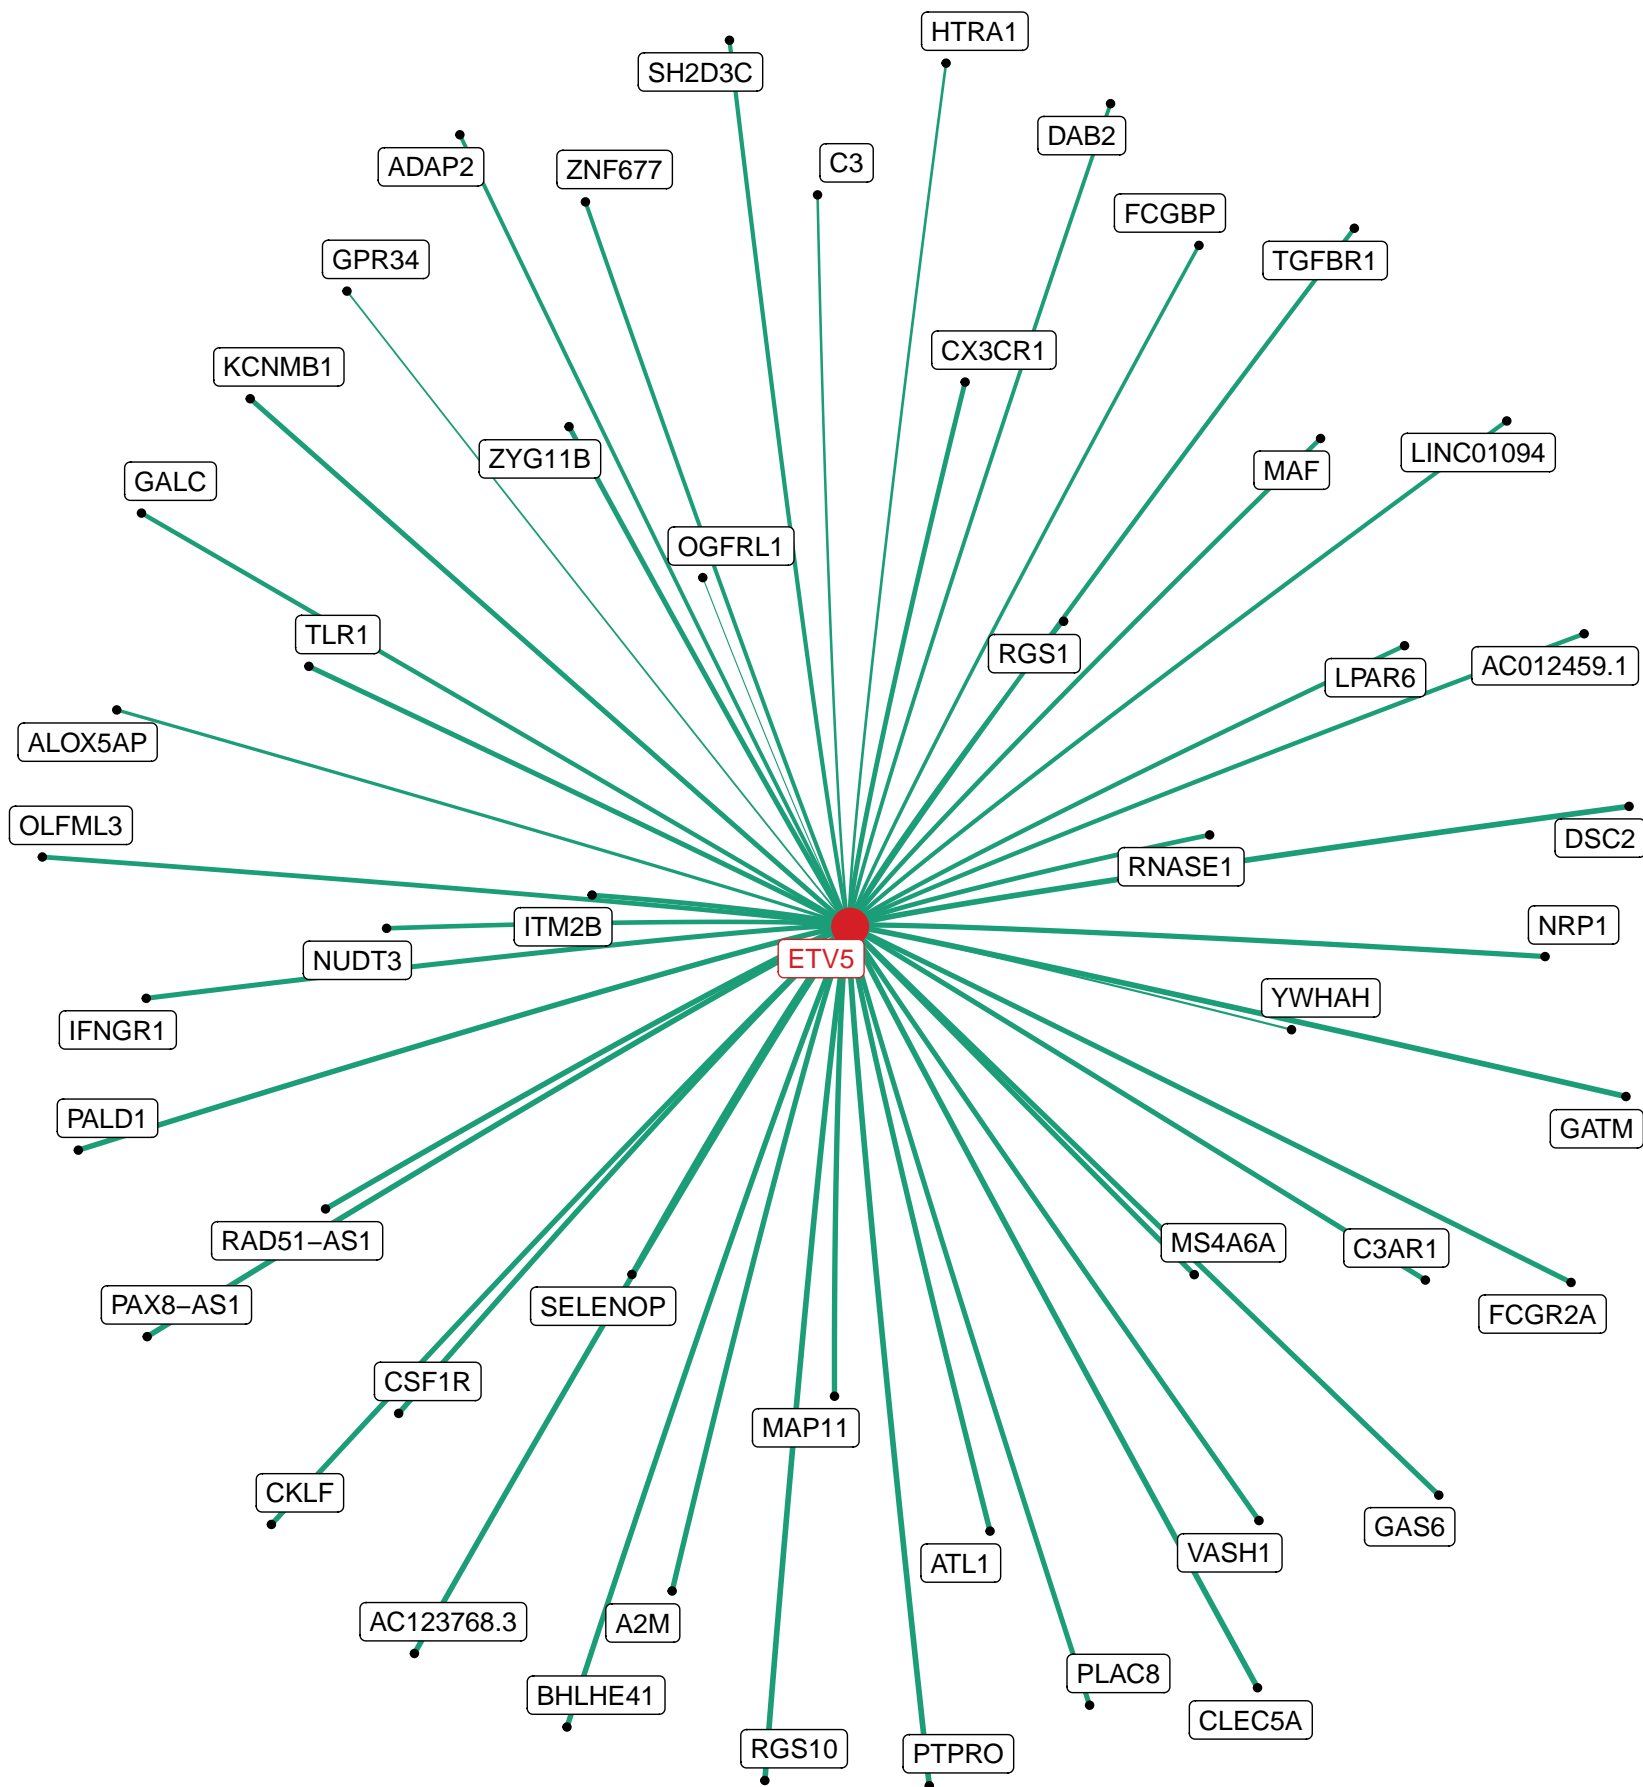 HTRA1
SH2D3C
DAB2
C3
ADAP2
ZNF677
FCGBP
GPR34
TGFBR1
CX3CR1
KCNMB1
LINC01094
ZYG11B
MAF
GALC
OGFRL1
TLR1
RGS1
AC012459.1
LPAR6
ALOX5AP
OLFML3
DSC2
RNASE1
NRP1
ITM2B
ETV5
NUDT3
YWHAH
IFNGR1
PALD1
GATM
RAD51−AS1
MS4A6A
C3AR1
PAX8−AS1
SELENOP
FCGR2A
CSF1R
MAP11
CKLF
GAS6
VASH1
ATL1
AC123768.3
A2M
PLAC8
BHLHE41
CLEC5A
RGS10
PTPRO